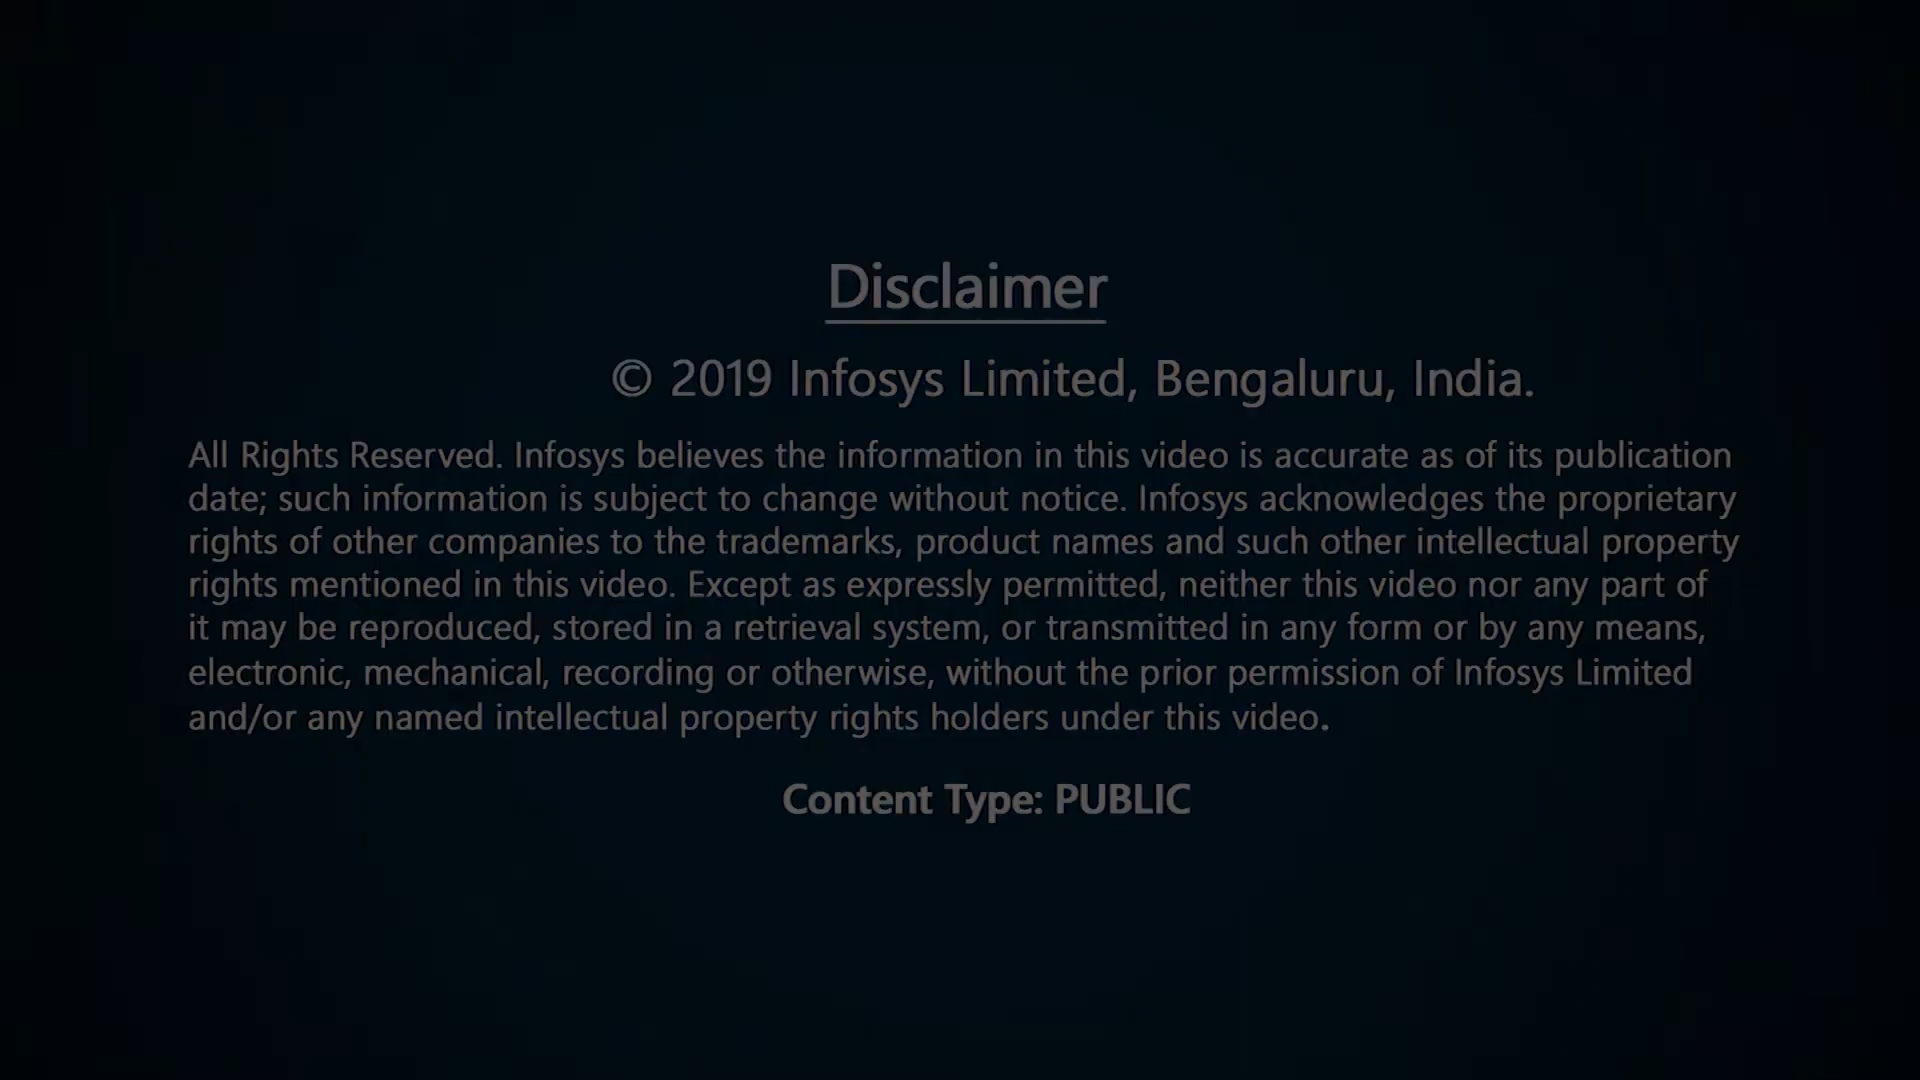 Disclaimer
© 2019 Infosys Limited, Bengaluru, India.
All Rights Reserved. Infosys believes the information in this video is accurate as of its publication
date; such information is subject to change without notice. Infosys acknowledges the proprietary
rights of other companies to the trademarks, product names and such other intellectual property
rights mentioned in this video. Except as expressly permitted, neither this video nor any part of
it may be reproduced, stored in a retrieval system, or transmitted in any form or by any means,
electronic, mechanical, recording or otherwise, without the prior permission of Infosys Limited
and/or any named intellectual property rights holders under this video.
Content Type: PUBLIC